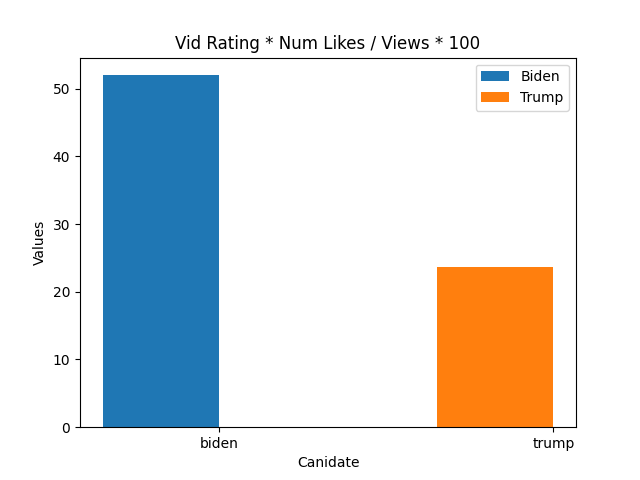 Vid Rating * Num Likes / Views * 100
Biden
Trump
Values
50
40
30
20
10
0
biden
trump
Canidate